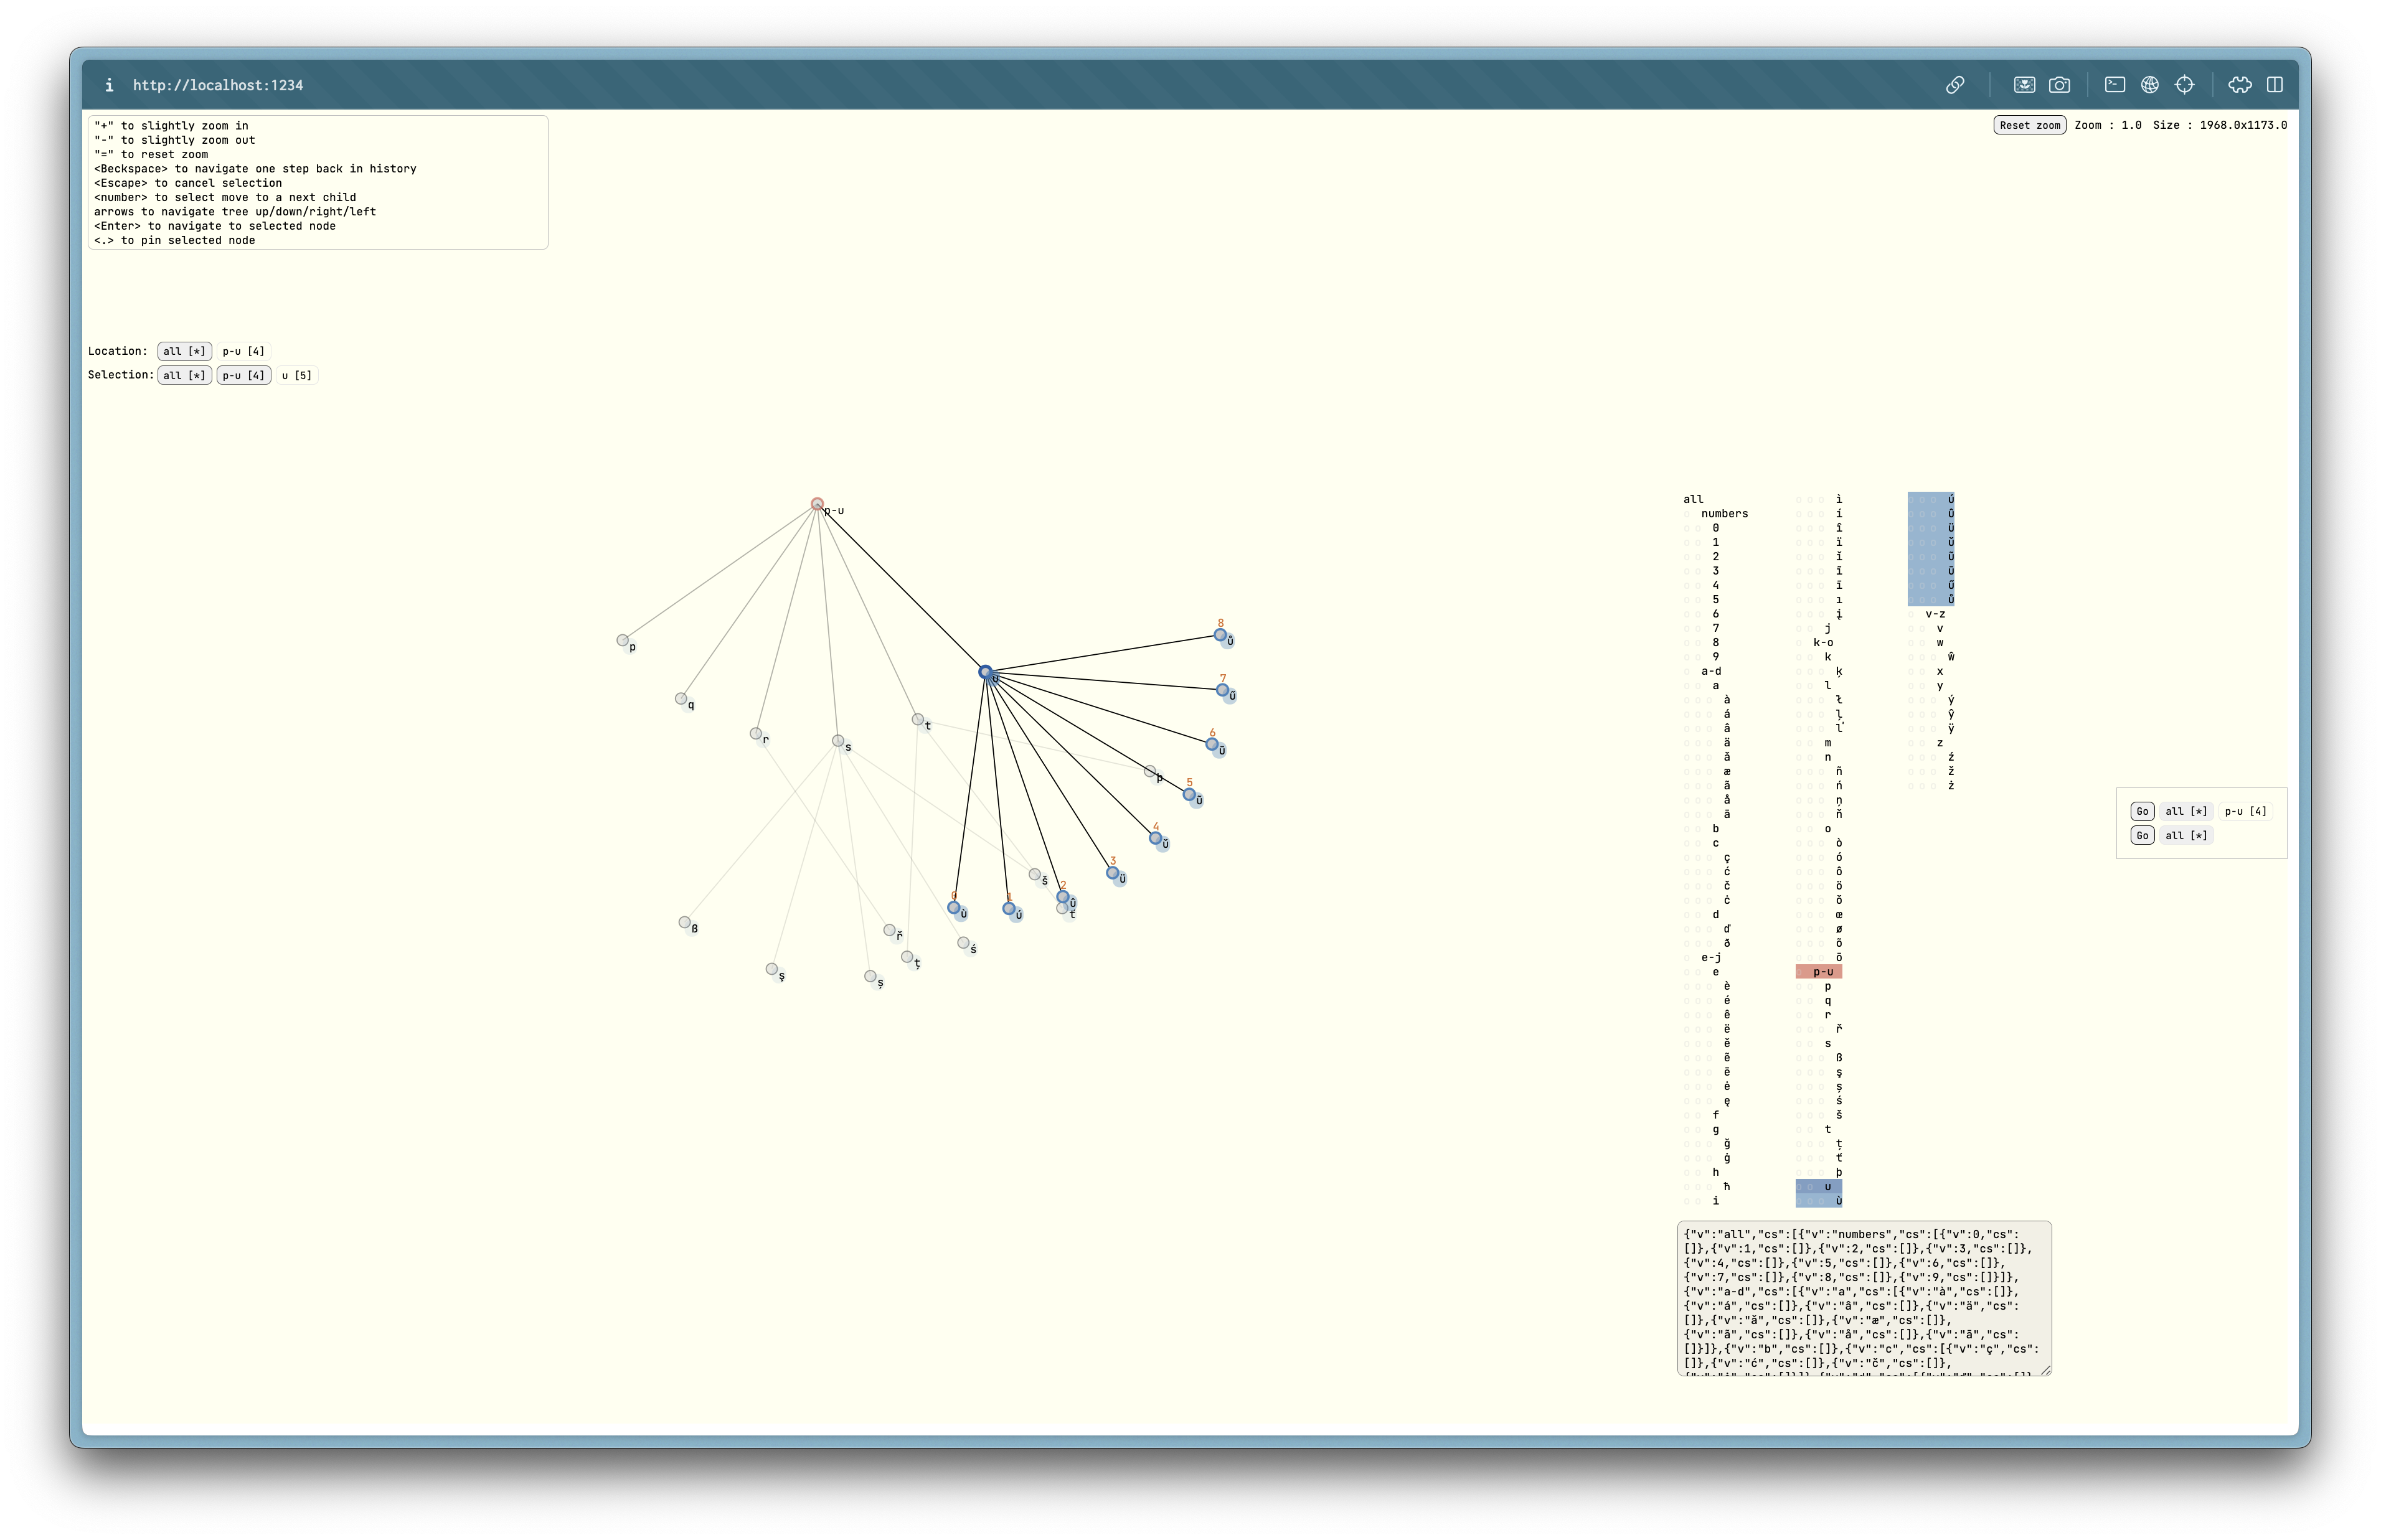 i http://localhost:1234
"+" to slightly zoom in
"-" to slightly zoom out
"=" to reset zoom
<Beckspace> to navigate one step back in history
<Escape> to cancel selection
<number> to select move to a next child
arrows to navigate tree up/down/right/left
<Enter> to navigate to selected node
<.> to pin selected node
Reset zoom Zoom : 1.0 Size : 1968.0x1173.0
Location: all [*] p-u [4]
Selection: all [*] p-u [4] u [5]
p-u
p
q
r
s
t
u
8
ů
7
ű
6
ū
þ
5
ũ
4
ŭ
3
ü
2
û
ť
š
1
ú
0
ù
ß
ř
ś
ț
ş
ș
all
numbers
0
1
2
3
4
5
6
7
8
9
a-d
a
à
á
â
ä
ă
æ
ã
å
ā
b
c
ç
ć
č
ċ
d
ď
ð
e-j
e
è
é
ê
ë
ě
ẽ
ē
ė
ę
f
g
ğ
ġ
h
ħ
i
ì
í
î
ï
ĭ
ĩ
ī
ı
į
j
k-o
k
ķ
l
ł
ļ
ľ
m
n
ñ
ń
ņ
ň
o
ò
ó
ô
ö
ŏ
œ
ø
õ
ō
p-u
p
q
r
ř
s
ß
ş
ș
ś
š
t
ț
ť
þ
u
ù
ú
û
ü
ŭ
ũ
ū
ű
ů
v-z
v
w
ŵ
x
y
ý
ŷ
ÿ
z
ź
ž
ż
Go all [*] p-u [4]
Go all [*]
{"v":"all","cs":[{"v":"numbers","cs":[{"v":0,"cs":
[]},{"v":1,"cs":[]},{"v":2,"cs":[]},{"v":3,"cs":[]},
{"v":4,"cs":[]},{"v":5,"cs":[]},{"v":6,"cs":[]},
{"v":7,"cs":[]},{"v":8,"cs":[]},{"v":9,"cs":[]}]},
{"v":"a-d","cs":[{"v":"a","cs":[{"v":"à","cs":[]},
{"v":"á","cs":[]},{"v":"â","cs":[]},{"v":"ä","cs":
[]},{"v":"ă","cs":[]},{"v":"æ","cs":[]},
{"v":"ã","cs":[]},{"v":"å","cs":[]},{"v":"ā","cs":
[]}]},{"v":"b","cs":[]},{"v":"c","cs":[{"v":"ç","cs":
[]},{"v":"ć","cs":[]},{"v":"č","cs":[]},